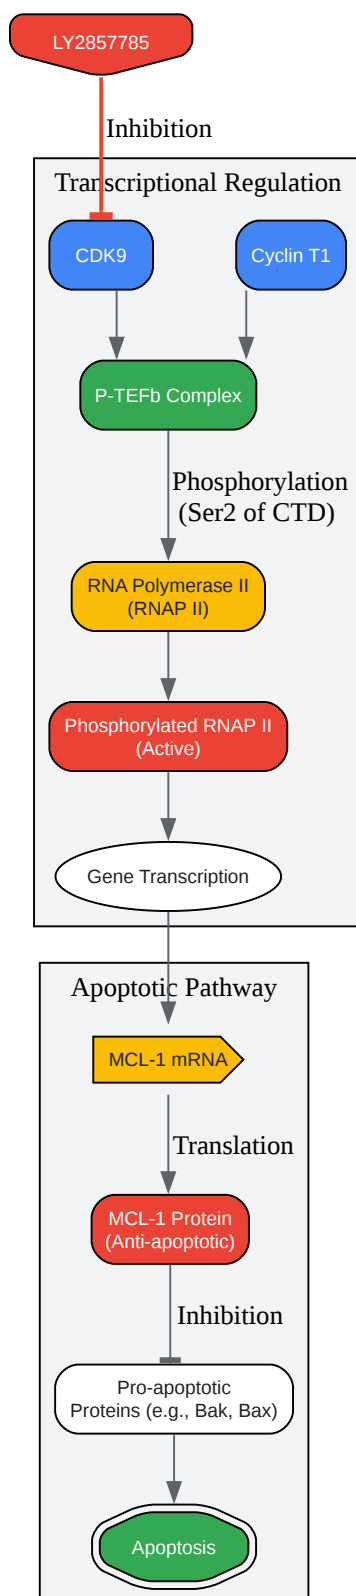 LY2857785
Inhibition
Transcriptional Regulation
CDK9
Cyclin T1
P-TEFb Complex
Phosphorylation
(Ser2 of CTD)
RNA Polymerase II
(RNAP II)
Phosphorylated RNAP II
(Active)
Gene Transcription
Apoptotic Pathway
MCL-1 mRNA
Translation
MCL-1 Protein
(Anti-apoptotic)
Inhibition
Pro-apoptotic
Proteins (e.g., Bak, Bax)
Apoptosis